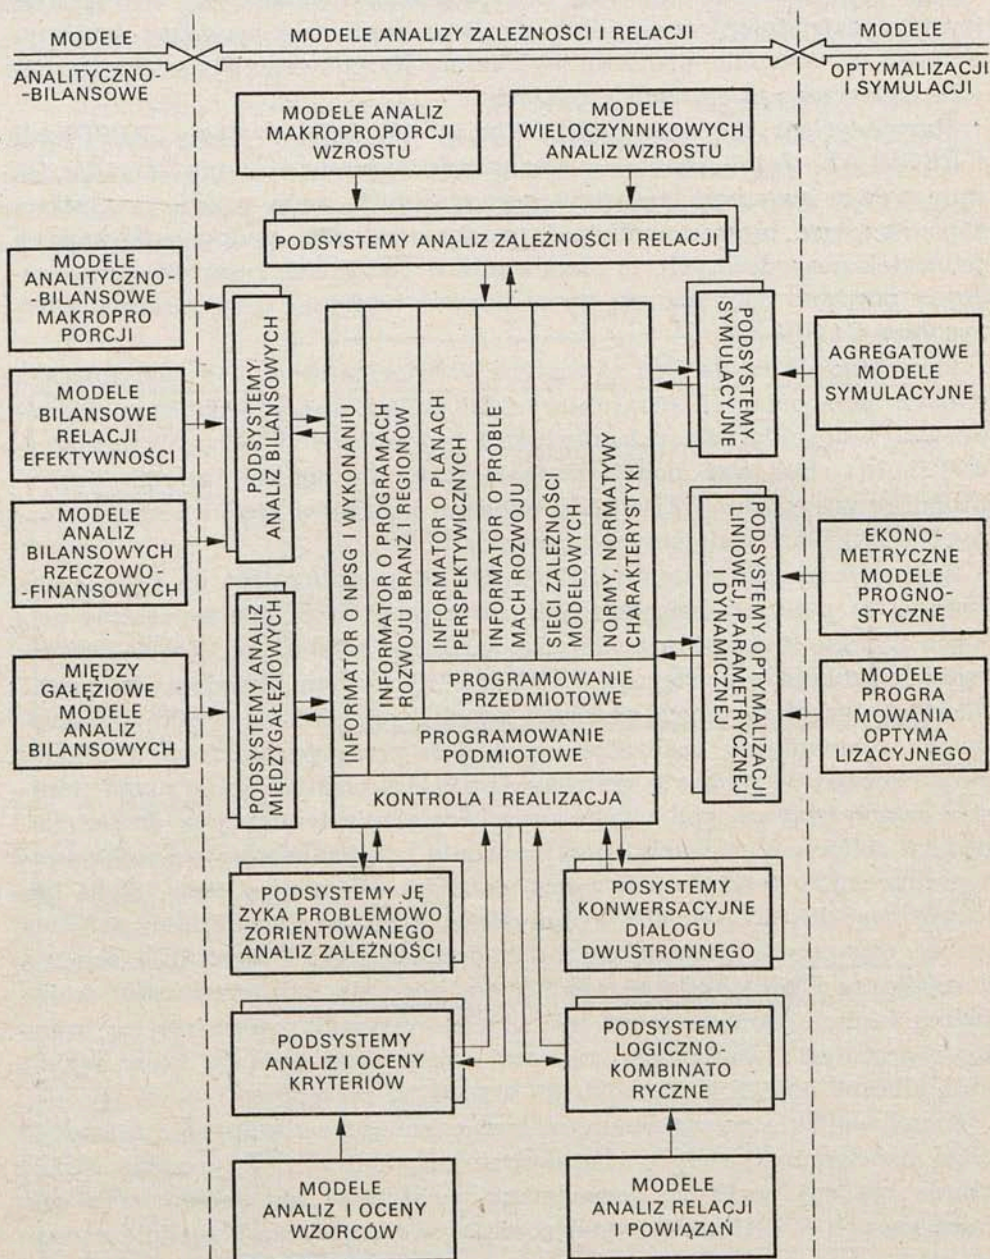 MODELE
ANALITYCZNO-
-BILANSOWE
MODELE ANALIZY ZALEŻNOŚCI I RELACJI
MODELE
OPTYMALIZACJI
I SYMULACJI
MODELE ANALIZ
MAKROPROPORCJI
WZROSTU
MODELE
WIELOCZYNNIKOWYCH
ANALIZ WZROSTU
PODSYSTEMY ANALIZ ZALEŻNOŚCI I RELACJI
MODELE
ANALITYCZNO-
-BILANSOWE
MAKROPRO
PORCJI
MODELE
BILANSOWE
RELACJI
EFEKTYWNOŚCI
MODELE
ANALIZ
BILANSOWYCH
RZECZOWO-
-FINANSOWYCH
MIĘDZY
GAŁĘZIOWE
MODELE
ANALIZ
BILANSOWYCH
PODSYSTEMY
ANALIZ BILANSOWYCH
PODSYSTEMY ANALIZ
MIĘDZYGAŁĘZIOWYCH
INFORMATOR O NPSG I WYKONANIU
INFORMATOR O PROGRAMACH
ROZWOJU BRANŻ I REGIONÓW
INFORMATOR O PLANACH
PERSPEKTYWICZNYCH
INFORMATOR O PROBLE
MACH ROZWOJU
SIECI ZALEŻNOŚCI
MODELOWYCH
NORMY, NORMATYWY
CHARAKTERYSTYKI
PROGRAMOWANIE
PRZEDMIOTOWE
PROGRAMOWANIE
PODMIOTOWE
KONTROLA I REALIZACJA
PODSYSTEMY
SYMULACYJNE
PODSYSTEMY OPTYMALIZACJI
LINIOWEJ, PARAMETRYCZNEJ
I DYNAMICZNEJ
AGREGATOWE
MODELE
SYMULACYJNE
EKONO-
METRYCZNE
MODELE
PROGNO-
STYCZNE
MODELE
PROGRA
MOWANIA
OPTYMA
LIZACYJNEGO
PODSYSTEMY JĘ
ZYKA PROBLEMOWO
ZORIENTOWANEGO
ANALIZ ZALEŻNOŚCI
POSYSTEMY
KONWERSACYJNE
DIALOGU
DWUSTRONNEGO
PODSYSTEMY
ANALIZ I OCENY
KRYTERIÓW
PODSYSTEMY
LOGICZNO-
KOMBINATO
RYCZNE
MODELE
ANALIZ I OCENY
WZORCÓW
MODELE
ANALIZ RELACJI
I POWIĄZAŃ